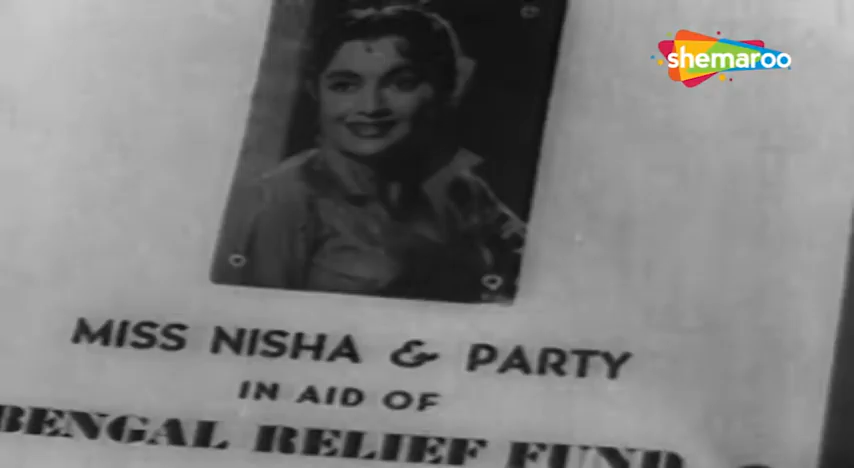 shemaroo
MISS NISHA & PARTY
IN AID OF
BENGAL RELIEF FUND